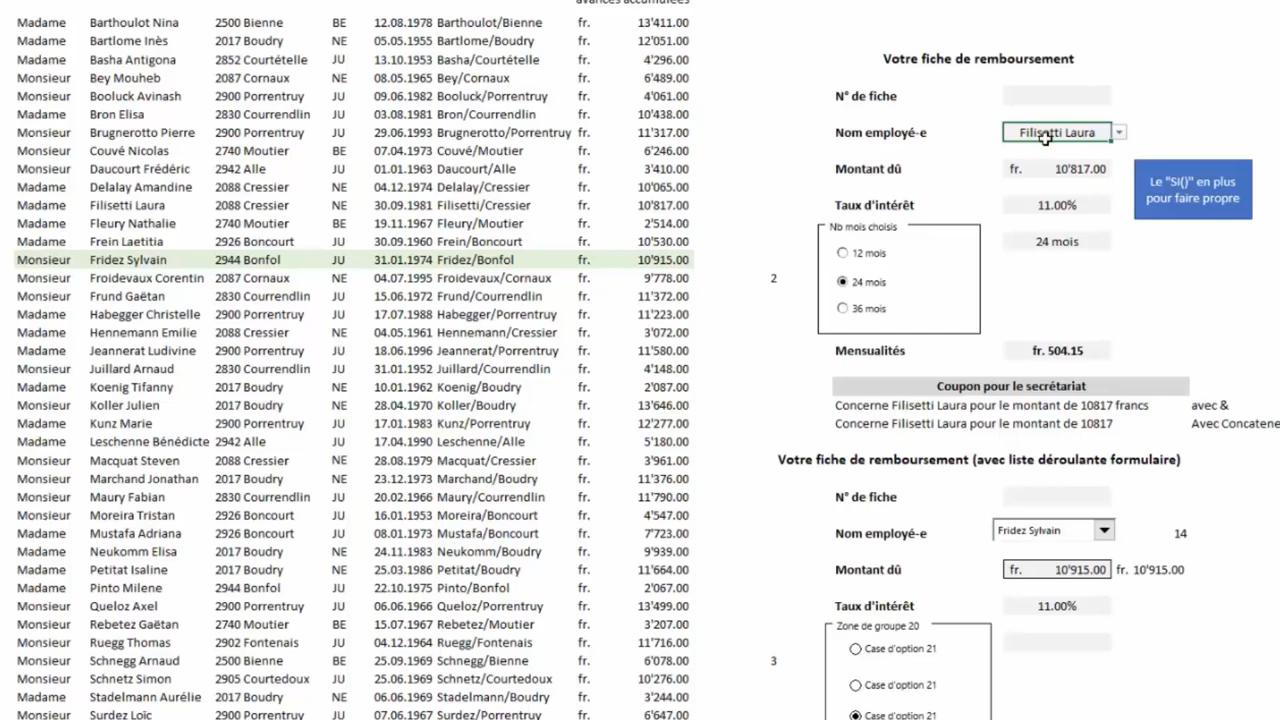 avances accumulées
Madame Barthoulot Nina 2500 Bienne BE 12.08.1978 Barthoulot/Bienne fr. 13'411.00
Madame Bartlome Inès 2017 Boudry NE 05.05.1955 Bartlome/Boudry fr. 12'051.00
Madame Basha Antigona 2852 Courtételle JU 13.10.1953 Basha/Courtételle fr. 4'296.00
Monsieur Bey Mouheb 2087 Cornaux NE 08.05.1965 Bey/Cornaux fr. 6'489.00
Monsieur Booluck Avinash 2900 Porrentruy JU 09.06.1982 Booluck/Porrentruy fr. 4'061.00
Madame Bron Elisa 2830 Courrendlin JU 03.08.1981 Bron/Courrendlin fr. 10'438.00
Monsieur Brugnerotto Pierre 2900 Porrentruy JU 29.06.1993 Brugnerotto/Porrentruy fr. 11'317.00
Monsieur Couvé Nicolas 2740 Moutier BE 07.04.1973 Couvé/Moutier fr. 6'246.00
Monsieur Daucourt Frédéric 2942 Alle JU 01.01.1963 Daucourt/Alle fr. 3'410.00
Madame Delalay Amandine 2088 Cressier NE 04.12.1974 Delalay/Cressier fr. 10'065.00
Madame Filisetti Laura 2088 Cressier NE 30.09.1981 Filisetti/Cressier fr. 10'817.00
Madame Fleury Nathalie 2740 Moutier BE 19.11.1967 Fleury/Moutier fr. 2'514.00
Madame Frein Laetitia 2926 Boncourt JU 30.09.1960 Frein/Boncourt fr. 10'530.00
Monsieur Fridez Sylvain 2944 Bonfol JU 31.01.1974 Fridez/Bonfol fr. 10'915.00
Monsieur Froidevaux Corentin 2087 Cornaux NE 04.07.1995 Froidevaux/Cornaux fr. 9'778.00
Monsieur Frund Gaëtan 2830 Courrendlin JU 15.06.1972 Frund/Courrendlin fr. 11'372.00
Madame Habegger Christelle 2900 Porrentruy JU 17.07.1988 Habegger/Porrentruy fr. 11'223.00
Madame Hennemann Emilie 2088 Cressier NE 04.05.1961 Hennemann/Cressier fr. 3'072.00
Madame Jeannerat Ludivine 2900 Porrentruy JU 18.06.1996 Jeannerat/Porrentruy fr. 11'580.00
Monsieur Juillard Arnaud 2830 Courrendlin JU 31.01.1952 Juillard/Courrendlin fr. 4'148.00
Madame Koenig Tifanny 2017 Boudry NE 10.01.1962 Koenig/Boudry fr. 2'087.00
Monsieur Koller Julien 2017 Boudry NE 28.04.1970 Koller/Boudry fr. 13'646.00
Madame Kunz Marie 2900 Porrentruy JU 17.01.1983 Kunz/Porrentruy fr. 12'277.00
Madame Leschenne Bénédicte 2942 Alle JU 17.04.1990 Leschenne/Alle fr. 5'180.00
Monsieur Macquat Steven 2088 Cressier NE 28.08.1979 Macquat/Cressier fr. 3'961.00
Monsieur Marchand Jonathan 2017 Boudry NE 23.12.1973 Marchand/Boudry fr. 11'376.00
Monsieur Maury Fabian 2830 Courrendlin JU 20.02.1966 Maury/Courrendlin fr. 11'790.00
Monsieur Moreira Tristan 2926 Boncourt JU 16.01.1953 Moreira/Boncourt fr. 4'547.00
Madame Mustafa Adriana 2926 Boncourt JU 08.01.1973 Mustafa/Boncourt fr. 7'723.00
Madame Neukomm Elisa 2017 Boudry NE 24.11.1983 Neukomm/Boudry fr. 9'939.00
Madame Petitat Isaline 2017 Boudry NE 25.03.1986 Petitat/Boudry fr. 11'664.00
Madame Pinto Milene 2944 Bonfol JU 22.10.1975 Pinto/Bonfol fr. 2'067.00
Monsieur Queloz Axel 2900 Porrentruy JU 06.06.1966 Queloz/Porrentruy fr. 13'499.00
Monsieur Rebetez Gaëtan 2740 Moutier BE 15.07.1967 Rebetez/Moutier fr. 3'207.00
Monsieur Ruegg Thomas 2902 Fontenais JU 04.12.1964 Ruegg/Fontenais fr. 11'716.00
Monsieur Schnegg Arnaud 2500 Bienne BE 25.09.1969 Schnegg/Bienne fr. 6'078.00
Monsieur Schnetz Simon 2905 Courtedoux JU 25.06.1969 Schnetz/Courtedoux fr. 10'276.00
Madame Stadelmann Aurélie 2017 Boudry NE 06.06.1969 Stadelmann/Boudry fr. 3'244.00
Monsieur Surdez Loïc 2900 Porrentruy JU 07.06.1967 Surdez/Porrentruy fr. 6'647.00
Votre fiche de remboursement
N° de fiche
Nom employé-e Filisetti Laura
Montant dû fr. 10'817.00
Le "SI()" en plus
pour faire propre
Taux d'intérêt 11.00%
Nb mois choisis
24 mois
12 mois
2 24 mois
36 mois
Mensualités fr. 504.15
Coupon pour le secrétariat
Concerne Filisetti Laura pour le montant de 10817 francs avec &
Concerne Filisetti Laura pour le montant de 10817 Avec Concatene
Votre fiche de remboursement (avec liste déroulante formulaire)
N° de fiche
Nom employé-e Fridez Sylvain 14
Montant dû fr. 10'915.00 fr. 10'915.00
Taux d'intérêt 11.00%
Zone de groupe 20
Case d'option 21
3
Case d'option 21
Case d'option 21